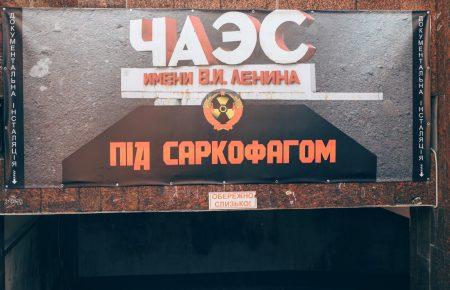 ЧАЭС
ИМЕНИ В.И. ЛЕНИНА
ПІД САРКОФАГОМ
ДОКУМЕНТАЛЬНА ІНСТАЛЯЦІЯ
ДОКУМЕНТАЛЬНА ІНСТАЛЯЦІЯ
ОБЕРЕЖНО
СЛИЗЬКО!